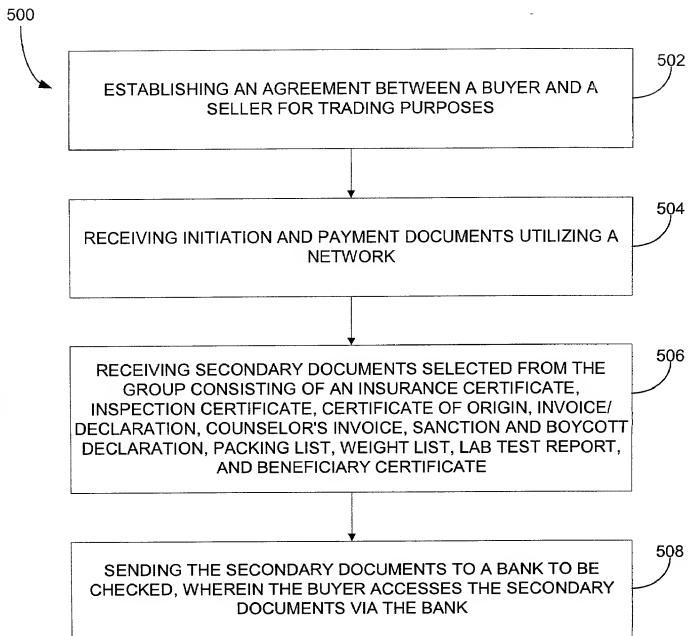 500
502
ESTABLISHING AN AGREEMENT BETWEEN A BUYER AND A
SELLER FOR TRADING PURPOSES
504
RECEIVING INITIATION AND PAYMENT DOCUMENTS UTILIZING A
NETWORK
506
RECEIVING SECONDARY DOCUMENTS SELECTED FROM THE
GROUP CONSISTING OF AN INSURANCE CERTIFICATE,
INSPECTION CERTIFICATE, CERTIFICATE OF ORIGIN, INVOICE/
DECLARATION, COUNSELOR'S INVOICE, SANCTION AND BOYCOTT
DECLARATION, PACKING LIST, WEIGHT LIST, LAB TEST REPORT,
AND BENEFICIARY CERTIFICATE
508
SENDING THE SECONDARY DOCUMENTS TO A BANK TO BE
CHECKED, WHEREIN THE BUYER ACCESSES THE SECONDARY
DOCUMENTS VIA THE BANK